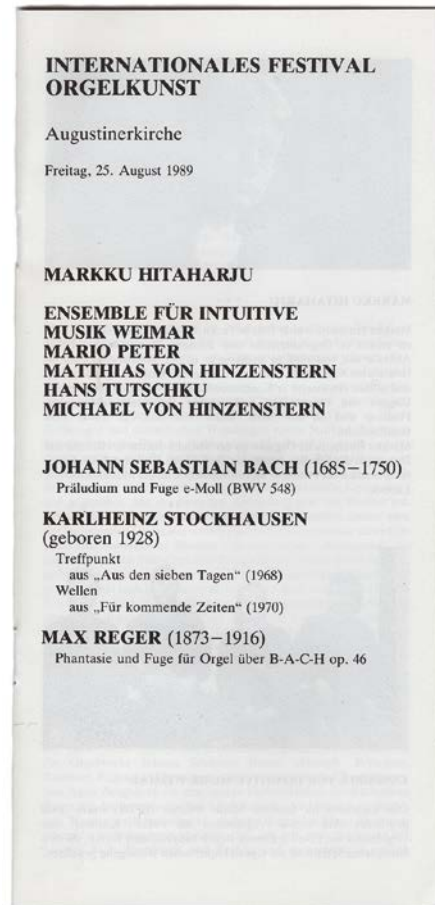 INTERNATIONALES FESTIVAL
ORGELKUNST
Augustinerkirche
Freitag, 25. August 1989
MARKKU HITAHARJU
ENSEMBLE FÜR INTUITIVE
MUSIK WEIMAR
MARIO PETER
MATTHIAS VON HINZENSTERN
HANS TUTSCHKU
MICHAEL VON HINZENSTERN
JOHANN SEBASTIAN BACH (1685–1750)
Präludium und Fuge e-Moll (BWV 548)
KARLHEINZ STOCKHAUSEN
(geboren 1928)
Treffpunkt
aus „Aus den sieben Tagen“ (1968)
Wellen
aus „Für kommende Zeiten“ (1970)
MAX REGER (1873–1916)
Phantasie und Fuge für Orgel über B-A-C-H op. 46